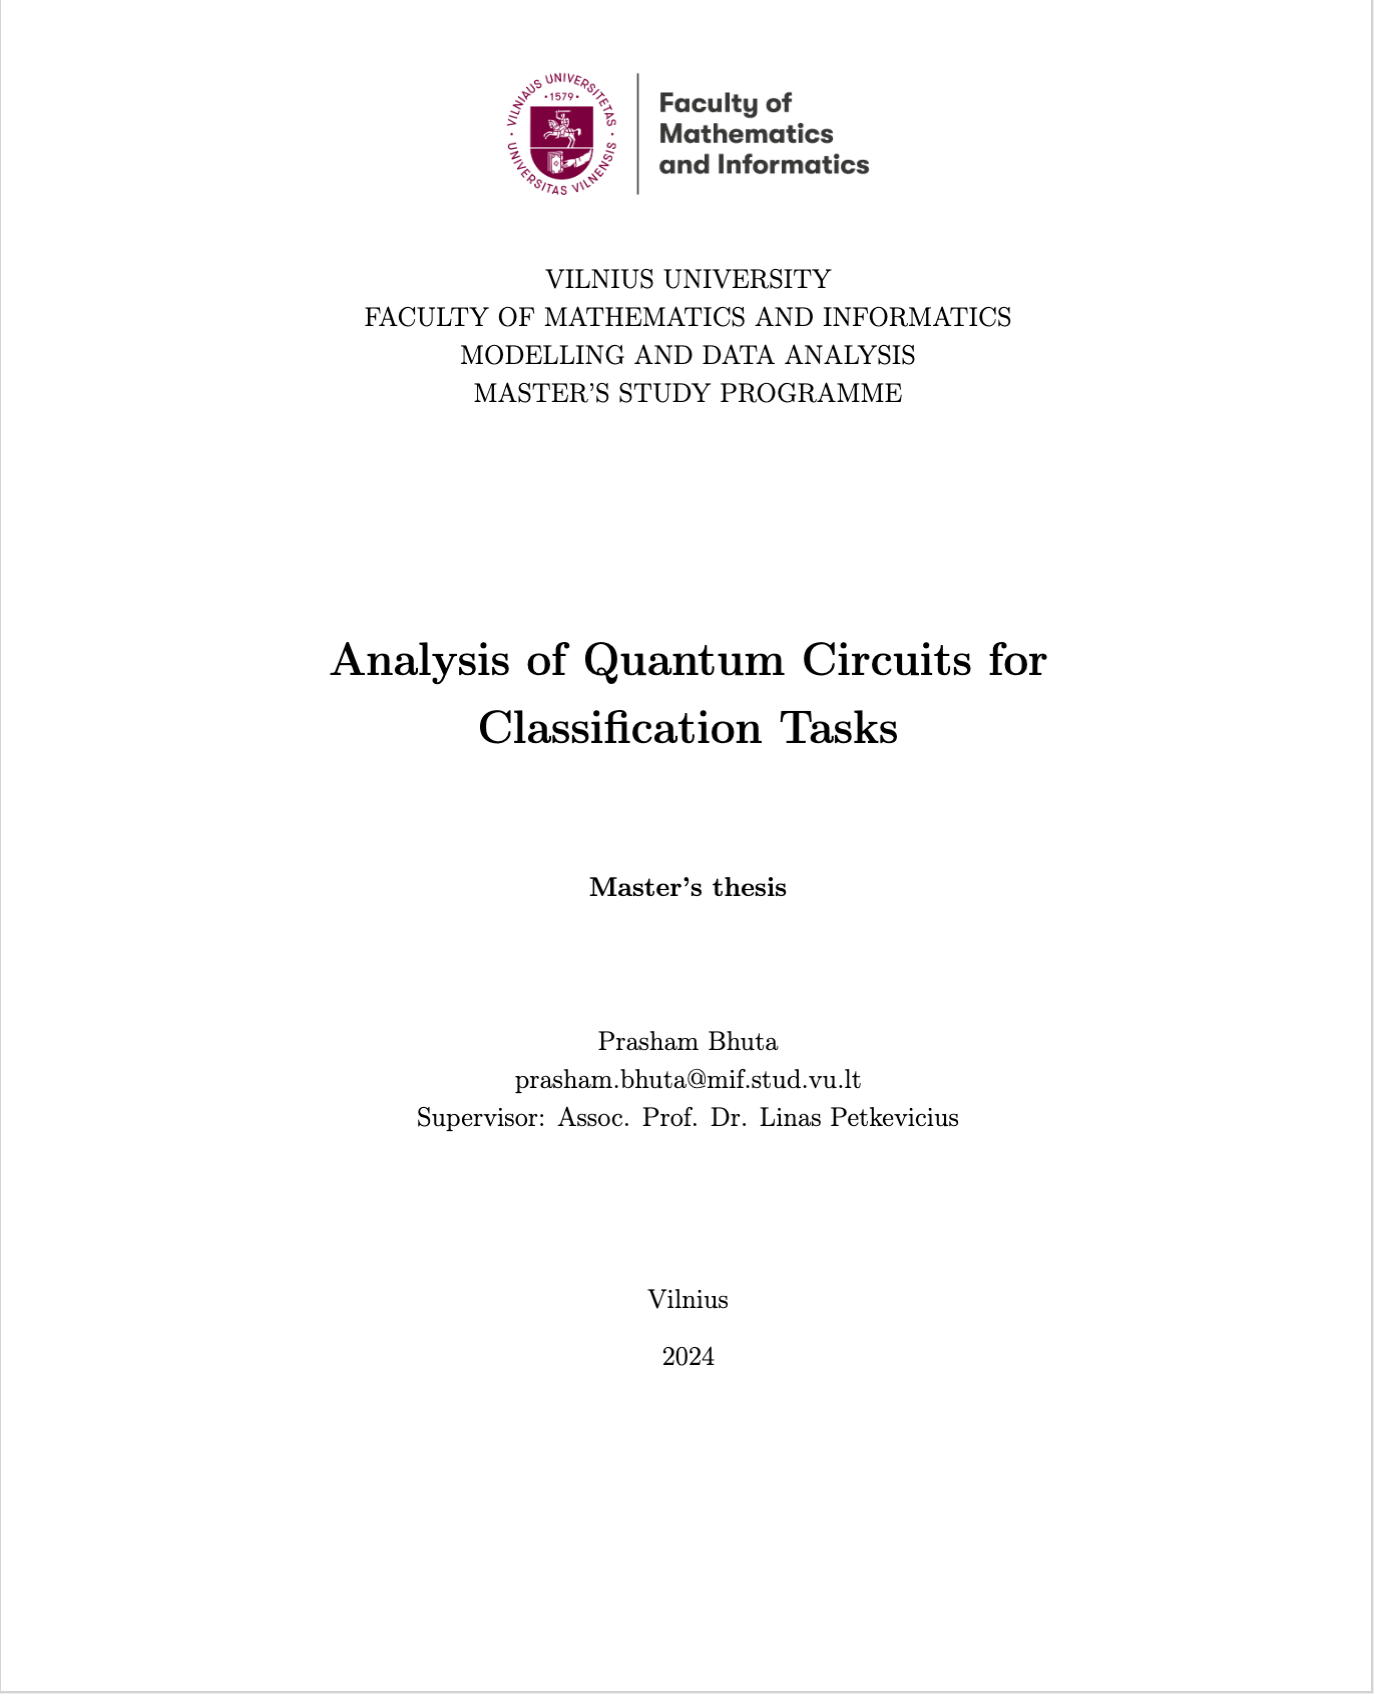 VILNIAUS UNIVERSITETAS
·1579·
UNIVERSITAS VILNENSIS
Faculty of
Mathematics
and Informatics
VILNIUS UNIVERSITY
FACULTY OF MATHEMATICS AND INFORMATICS
MODELLING AND DATA ANALYSIS
MASTER’S STUDY PROGRAMME
Analysis of Quantum Circuits for
Classification Tasks
Master’s thesis
Prasham Bhuta
prasham.bhuta@mif.stud.vu.lt
Supervisor: Assoc. Prof. Dr. Linas Petkevicius
Vilnius
2024